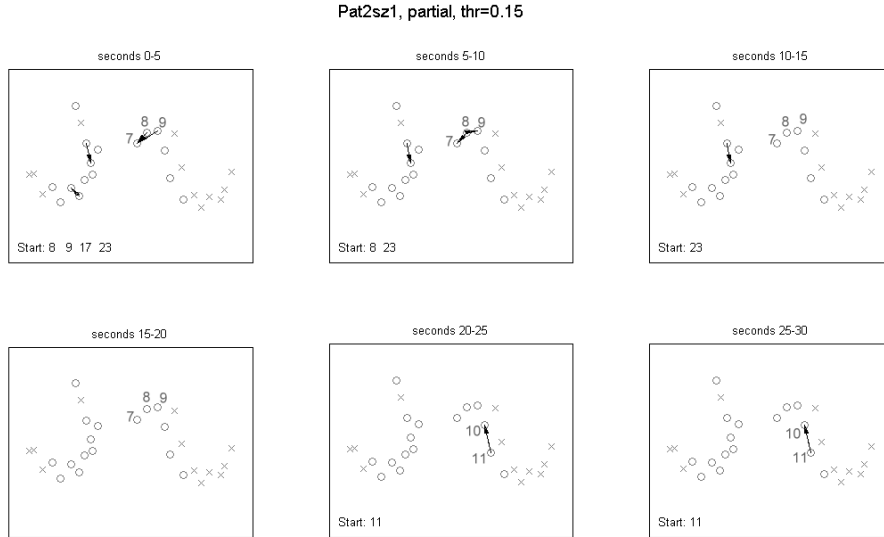 Pat2sz1, partial, thr=0.15
seconds 0-5
8 9
7
Start: 8 9 17 23
seconds 5-10
8 9
7
Start: 8 23
seconds 10-15
8 9
7
Start: 23
seconds 15-20
8 9
7
seconds 20-25
10
11
Start: 11
seconds 25-30
10
11
Start: 11